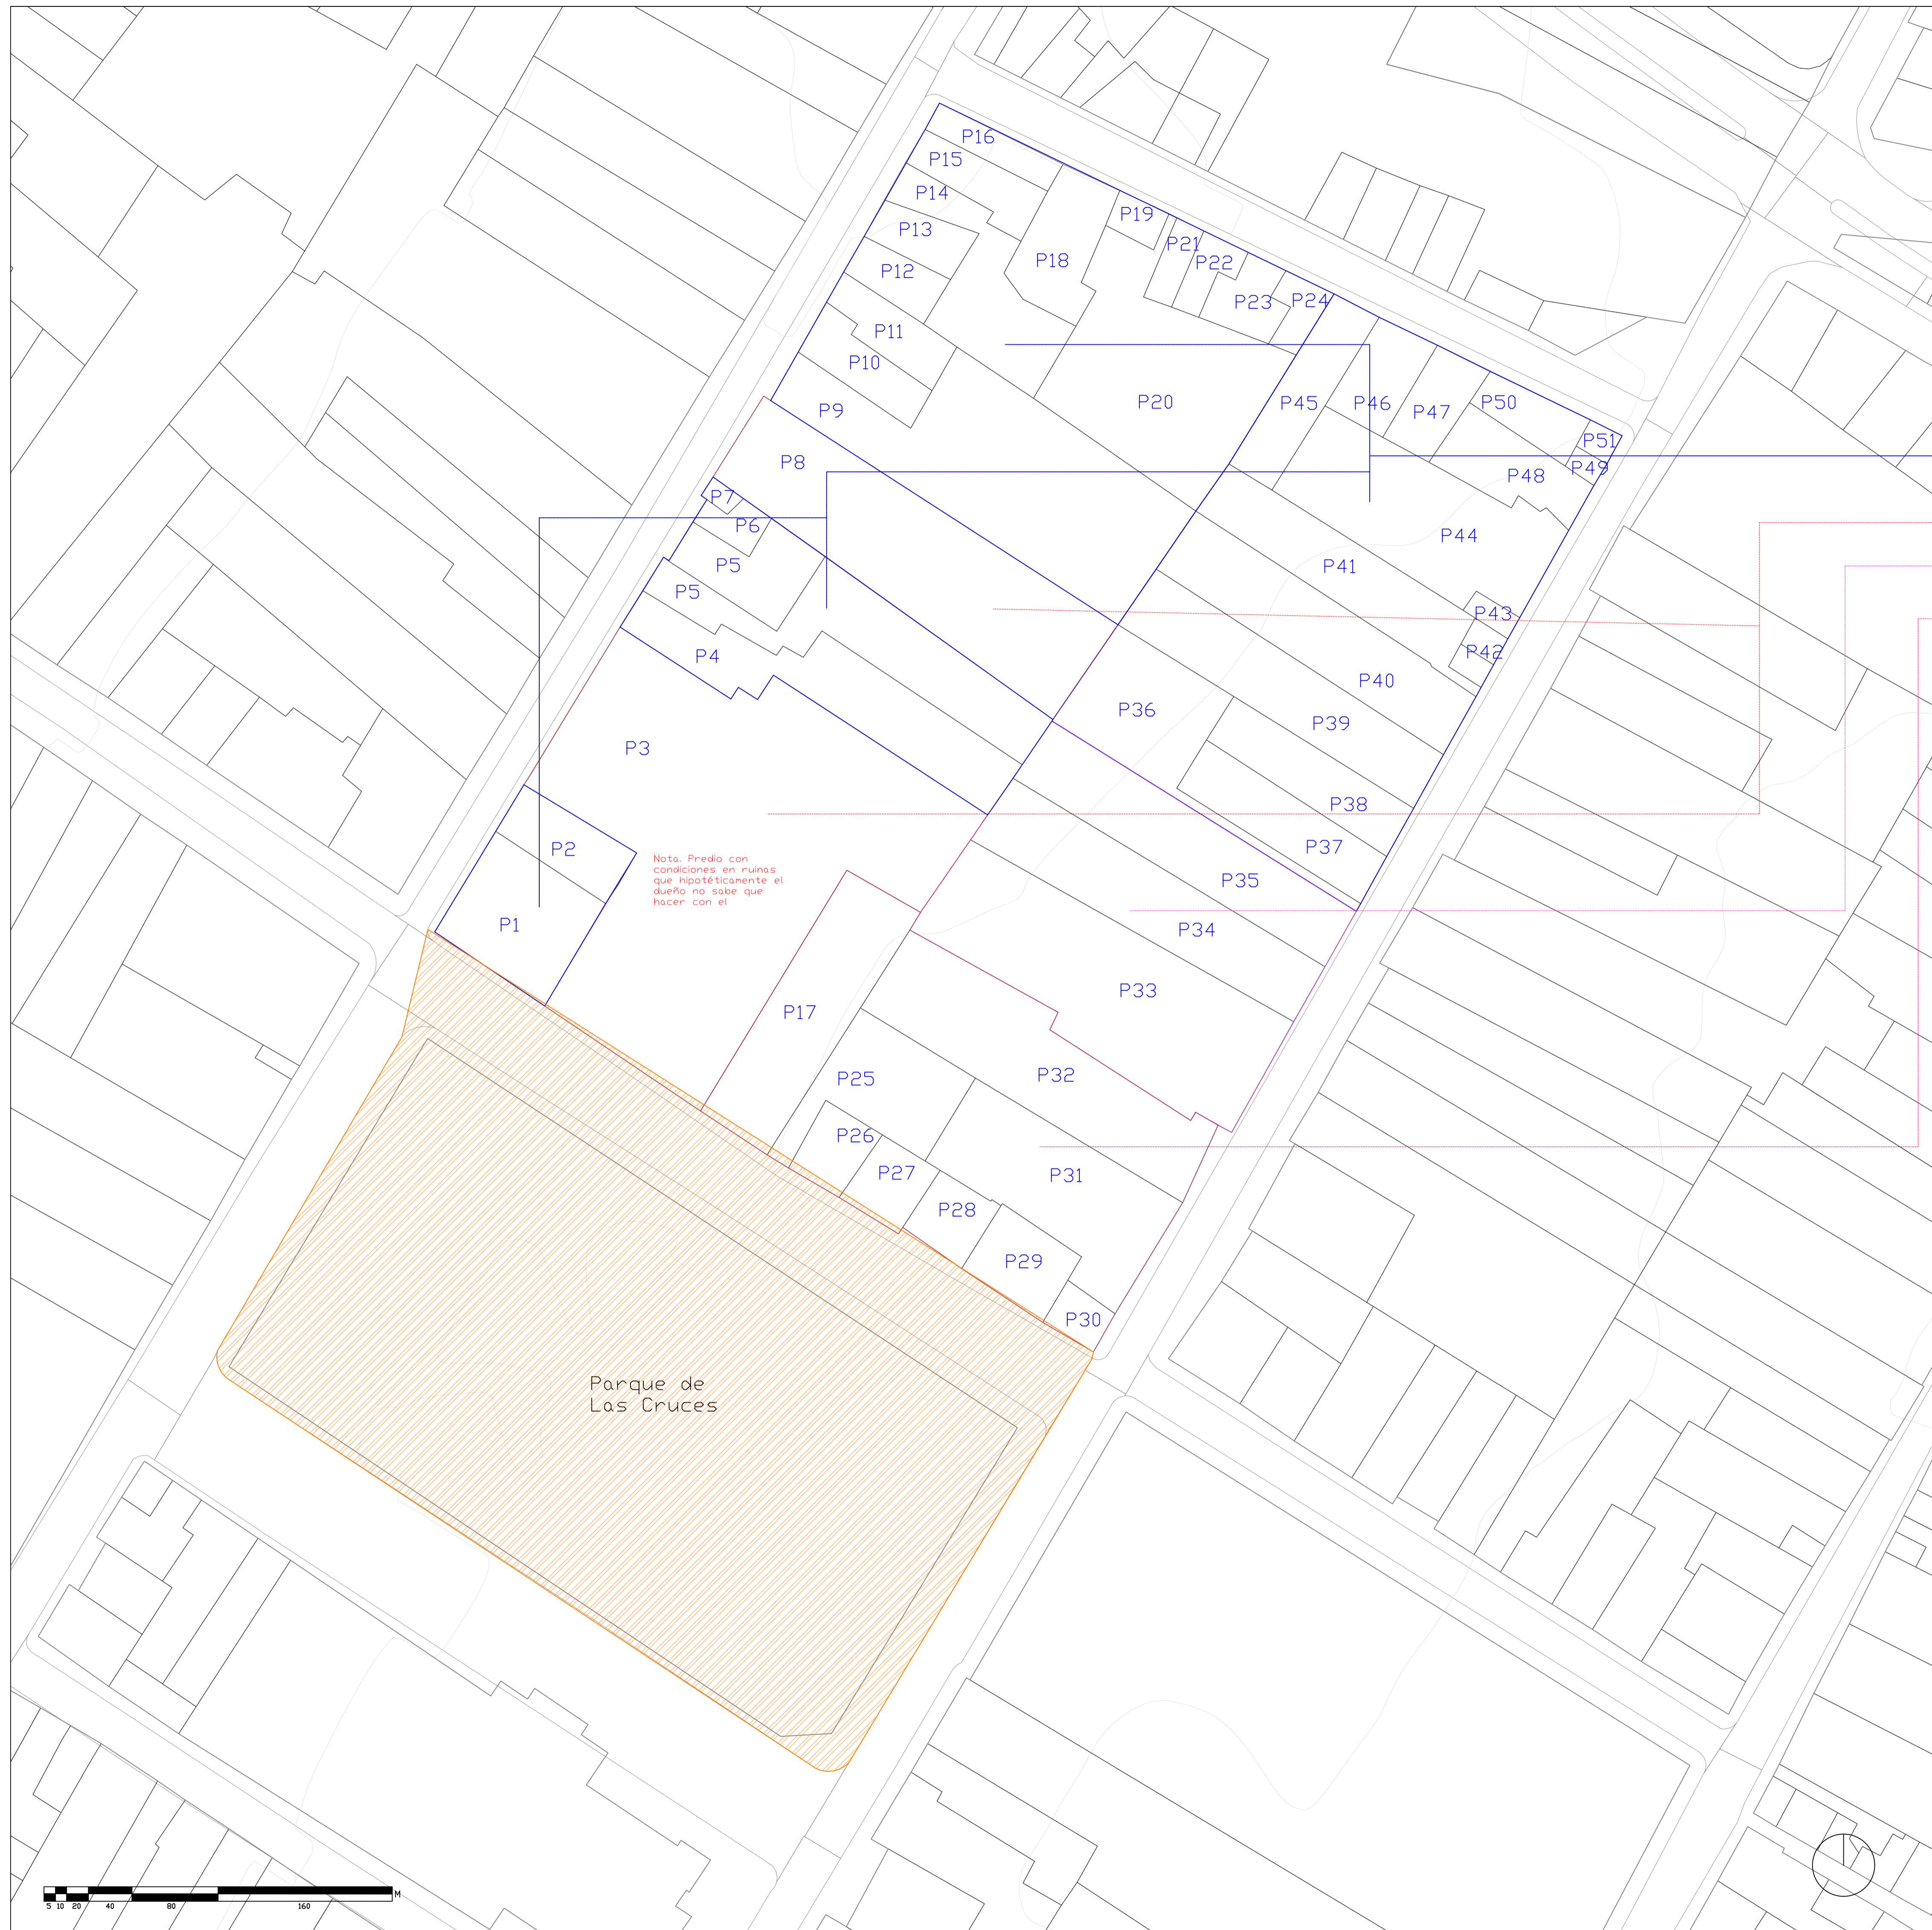 P16
P15
P14
P19
P13
P21
P18
P22
P12
P24
P23
P11
P10
P20
P45
P46
P50
P9
P47
P51
P8
P49
P48
P7
P6
P44
P5
P41
P5
P43
P42
P4
P40
P36
P39
P3
P38
P2
P37
Nota. Predio con
condiciones en ruinas
que hipotéticamente el
dueño no sabe que
hacer con el
P35
P1
P34
P33
P17
P32
P25
P26
P27
P31
P28
P29
P30
Parque de
Las Cruces
M
5 10 20 40 80 160